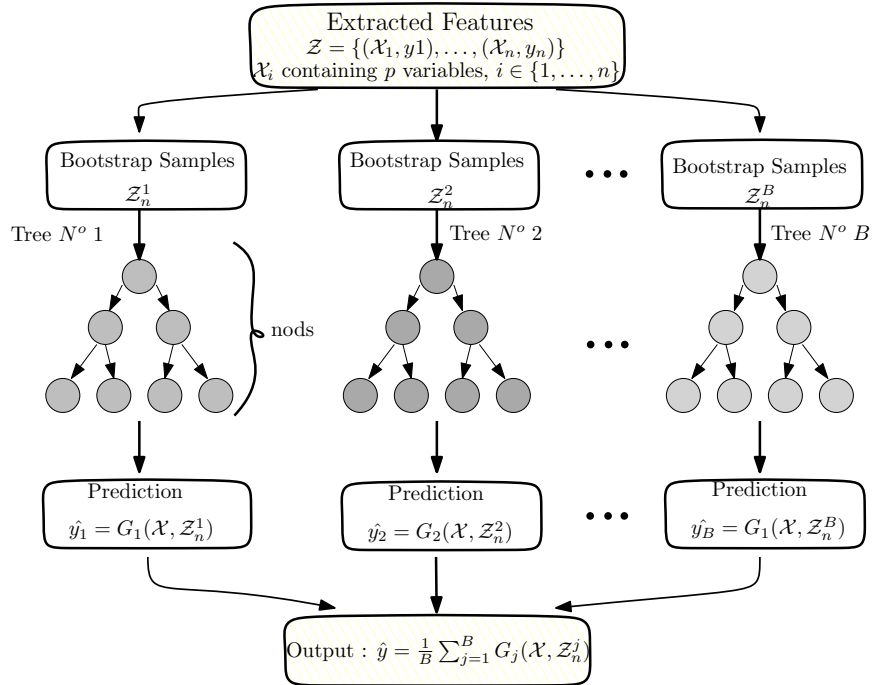 Extracted Features
𝒵 = {(𝒳₁, y1), . . . , (𝒳ₙ, yₙ)}
𝒳ᵢ containing p variables, i ∈ {1, . . . , n}
Bootstrap Samples
𝒵ₙ¹
Bootstrap Samples
𝒵ₙ²
• • •
Bootstrap Samples
𝒵ₙᴮ
Tree Nº 1
Tree Nº 2
Tree Nº B
nods
• • •
Prediction
ŷ₁ = G₁(𝒳, 𝒵ₙ¹)
Prediction
ŷ₂ = G₂(𝒳, 𝒵ₙ²)
• • •
Prediction
ŷ_B = G₁(𝒳, 𝒵ₙᴮ)
Output : ŷ = 1/B ∑ⱼ₌₁ᴮ Gⱼ(𝒳, 𝒵ₙʲ)